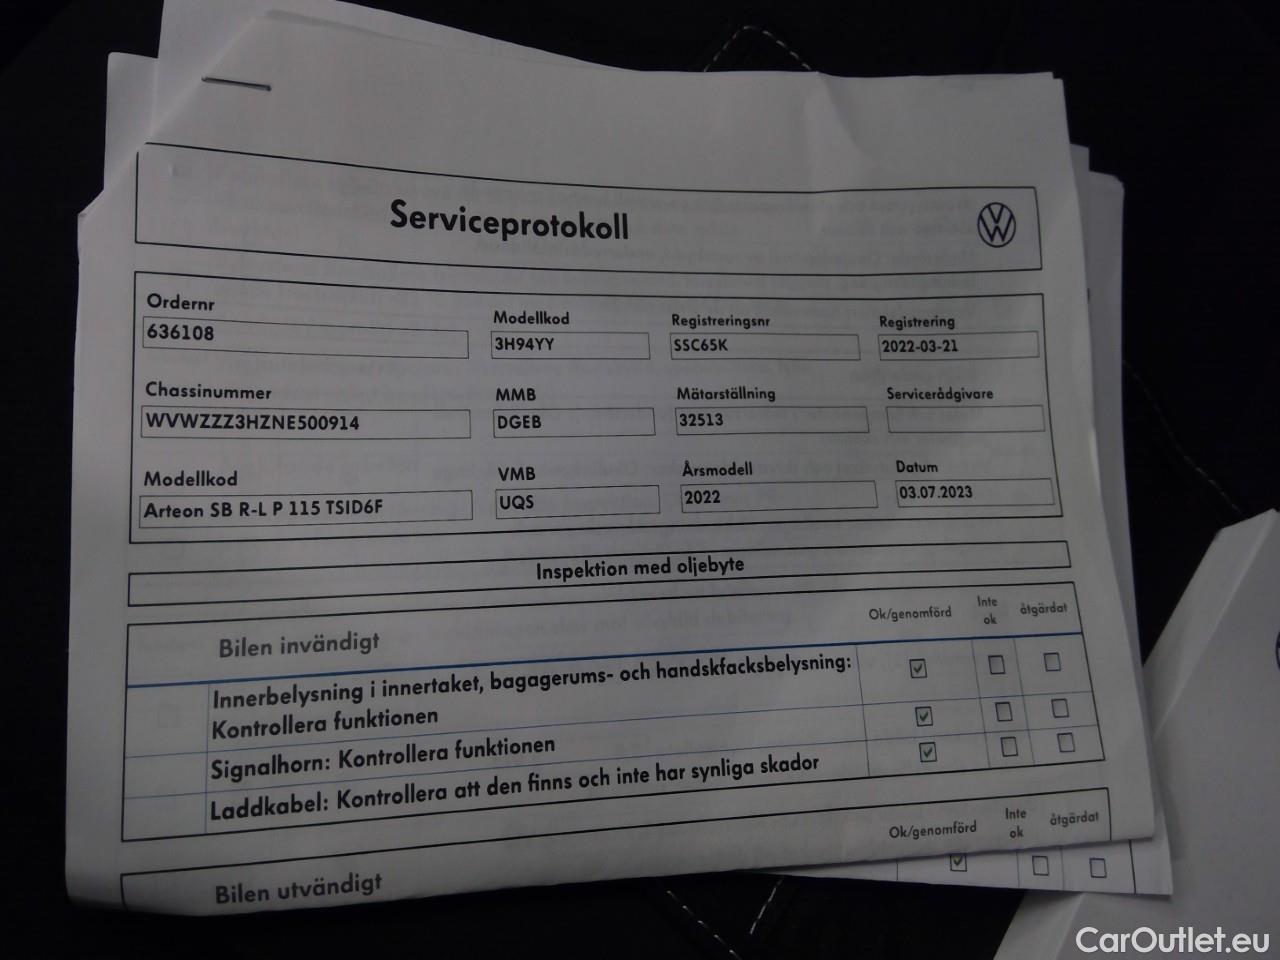 Serviceprotokoll
Ordernr
636108
Modellkod
3H94YY
Registreringsnr
SSC65K
Registrering
2022-03-21
Chassinummer
WVWZZZ3HZNE500914
MMB
DGEB
Mätarställning
32513
Servicerådgivare
Modellkod
Arteon SB R-L P 115 TSID6F
VMB
UQS
Årsmodell
2022
Datum
03.07.2023
Inspektion med oljebyte
Bilen invändigt
Ok/genomförd
Inte
ok
åtgärdat
Innerbelysning i innertaket, bagagerums- och handskfacksbelysning:
Kontrollera funktionen
Signalhorn: Kontrollera funktionen
Laddkabel: Kontrollera att den finns och inte har synliga skador
Bilen utvändigt
Ok/genomförd
Inte
ok
åtgärdat
CarOutlet.eu